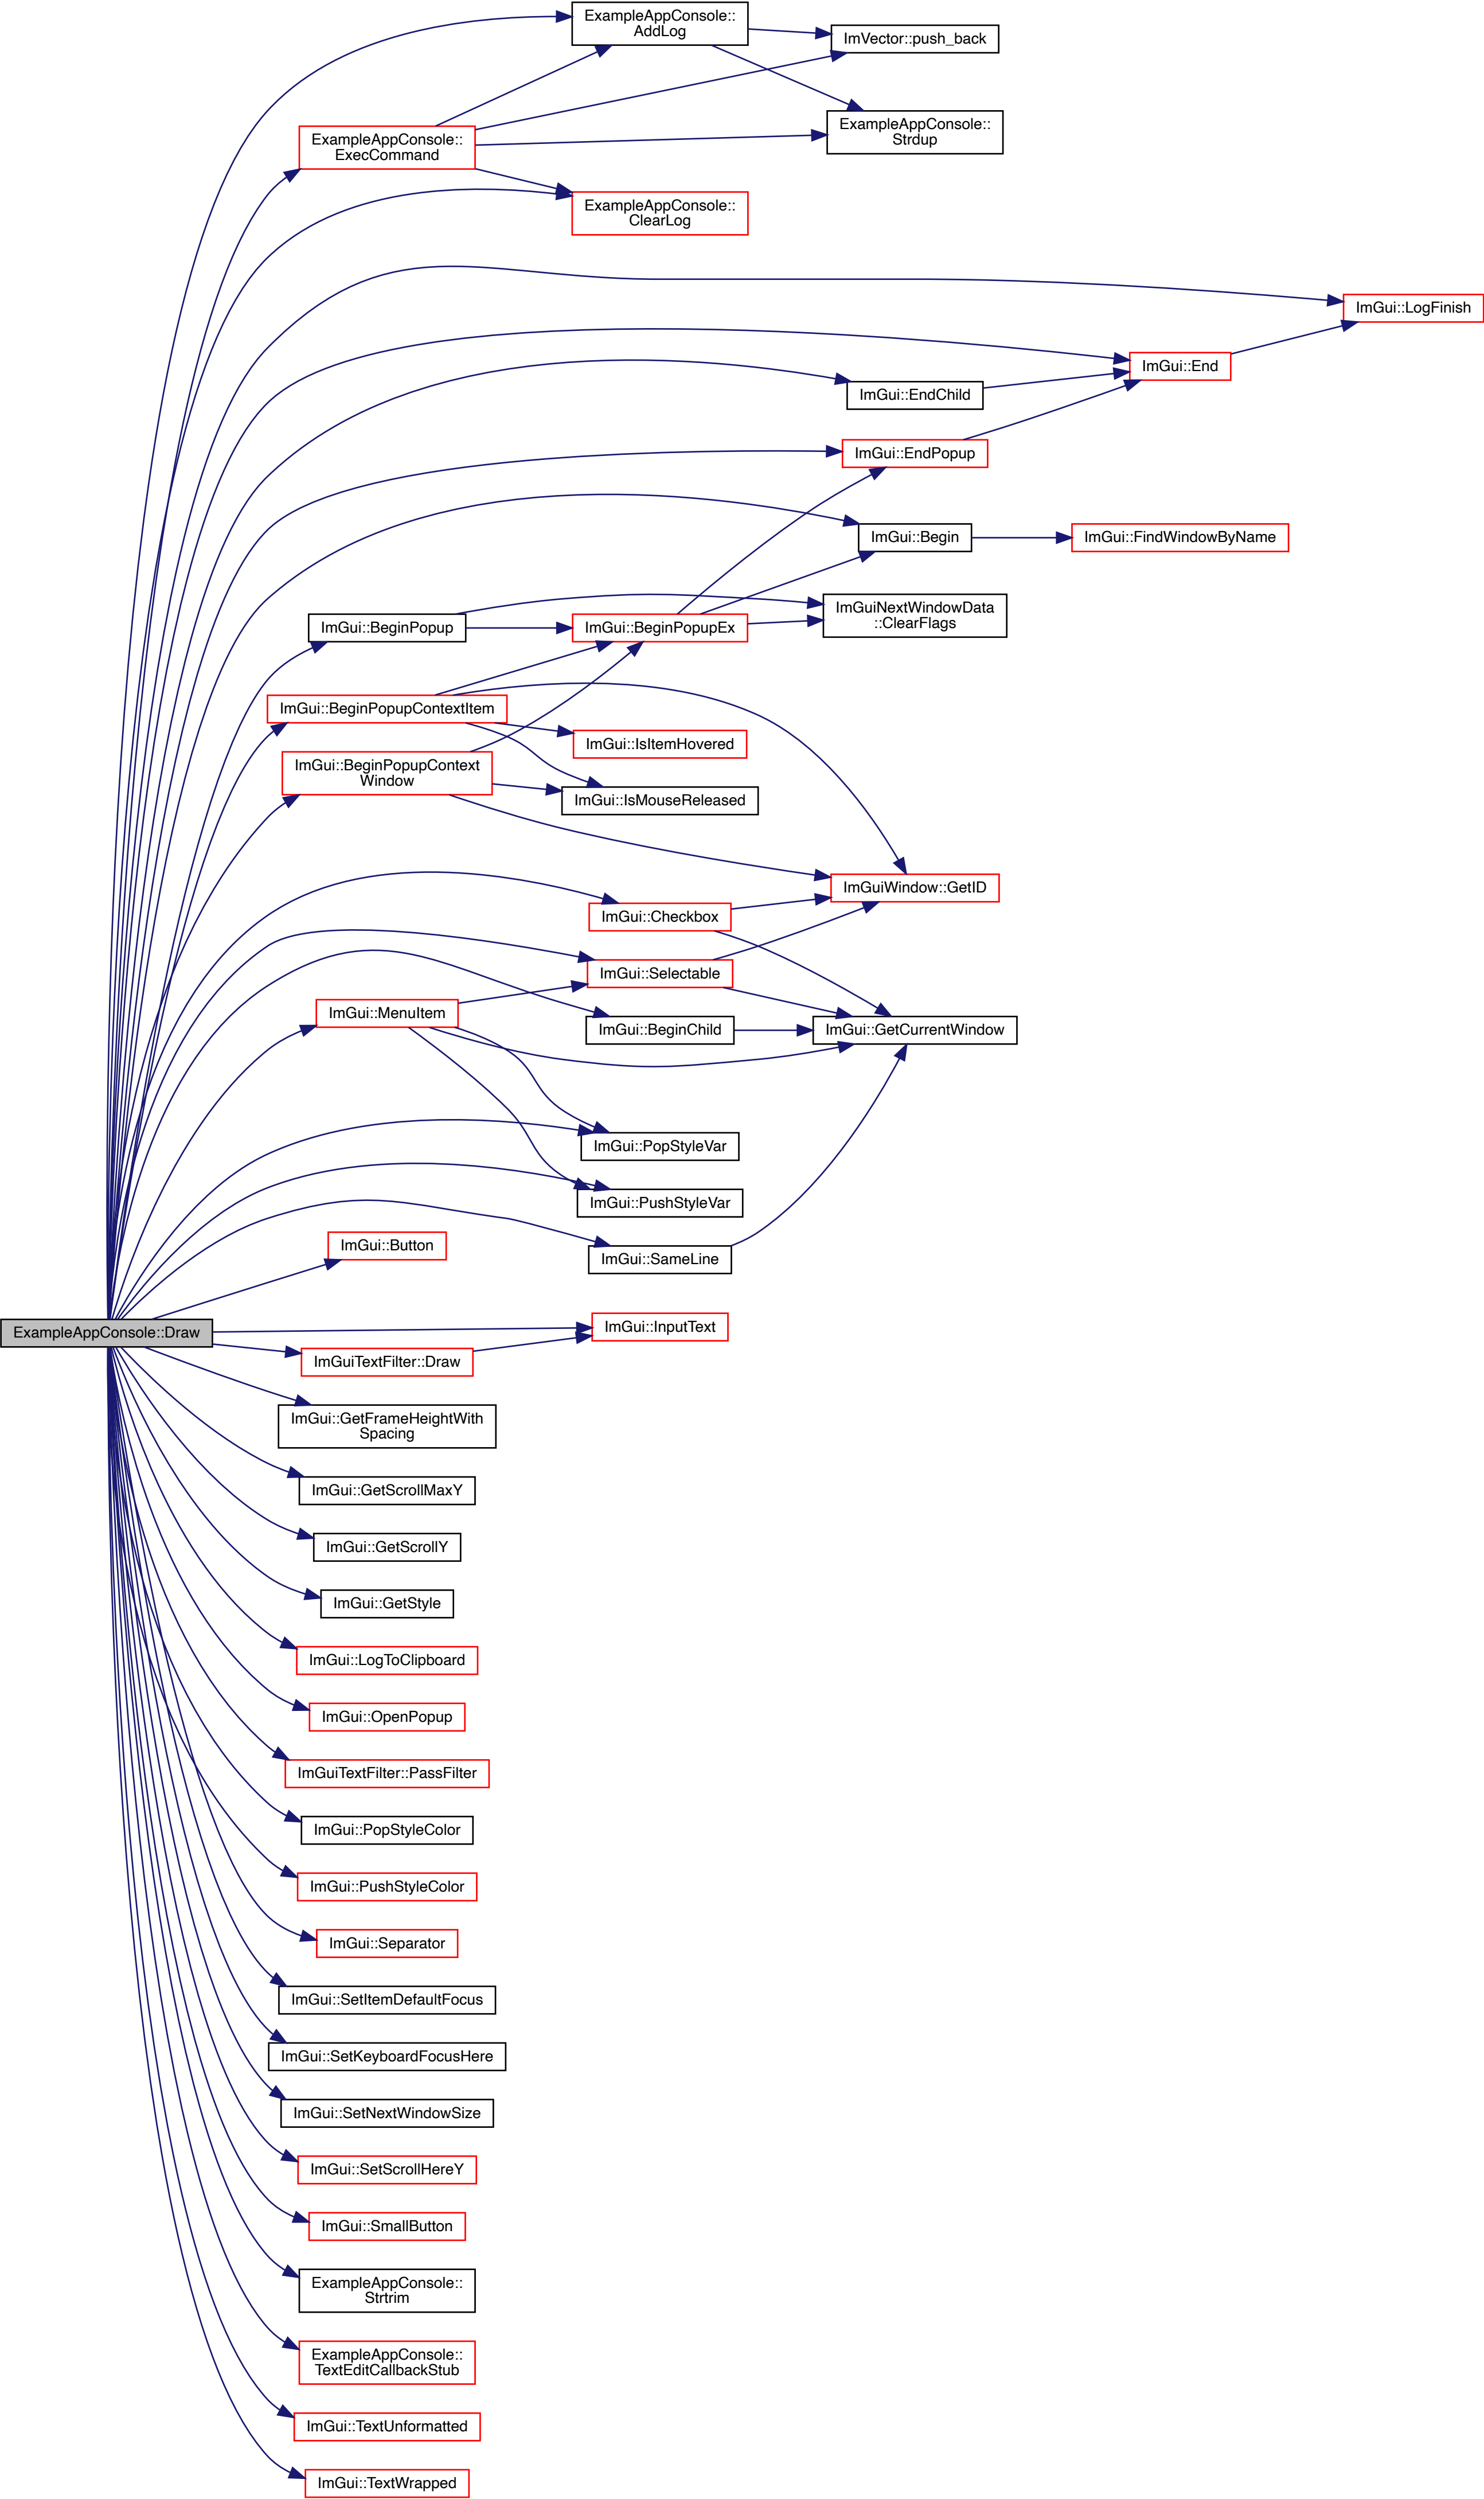 ExampleAppConsole::
AddLog
ImVector::push_back
ExampleAppConsole::
Strdup
ExampleAppConsole::
ExecCommand
ExampleAppConsole::
ClearLog
ImGui::LogFinish
ImGui::End
ImGui::EndChild
ImGui::EndPopup
ImGui::Begin
ImGui::FindWindowByName
ImGuiNextWindowData
::ClearFlags
ImGui::BeginPopup
ImGui::BeginPopupEx
ImGui::BeginPopupContextItem
ImGui::IsItemHovered
ImGui::BeginPopupContext
Window
ImGui::IsMouseReleased
ImGuiWindow::GetID
ImGui::Checkbox
ImGui::Selectable
ImGui::MenuItem
ImGui::BeginChild
ImGui::GetCurrentWindow
ImGui::PopStyleVar
ImGui::PushStyleVar
ImGui::Button
ImGui::SameLine
ExampleAppConsole::Draw
ImGui::InputText
ImGuiTextFilter::Draw
ImGui::GetFrameHeightWith
Spacing
ImGui::GetScrollMaxY
ImGui::GetScrollY
ImGui::GetStyle
ImGui::LogToClipboard
ImGui::OpenPopup
ImGuiTextFilter::PassFilter
ImGui::PopStyleColor
ImGui::PushStyleColor
ImGui::Separator
ImGui::SetItemDefaultFocus
ImGui::SetKeyboardFocusHere
ImGui::SetNextWindowSize
ImGui::SetScrollHereY
ImGui::SmallButton
ExampleAppConsole::
Strtrim
ExampleAppConsole::
TextEditCallbackStub
ImGui::TextUnformatted
ImGui::TextWrapped